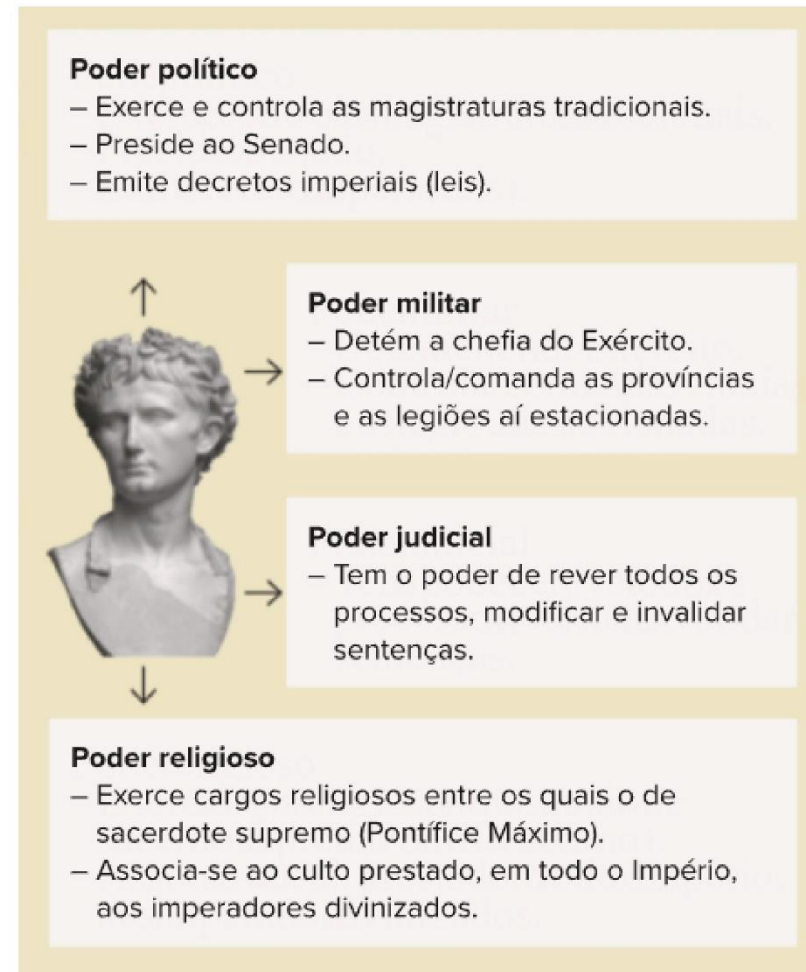 Poder político
– Exerce e controla as magistraturas tradicionais.
– Preside ao Senado.
– Emite decretos imperiais (leis).
Poder militar
– Detém a chefia do Exército.
– Controla/comanda as províncias
e as legiões aí estacionadas.
Poder judicial
– Tem o poder de rever todos os
processos, modificar e invalidar
sentenças.
Poder religioso
– Exerce cargos religiosos entre os quais o de
sacerdote supremo (Pontífice Máximo).
– Associa-se ao culto prestado, em todo o Império,
aos imperadores divinizados.